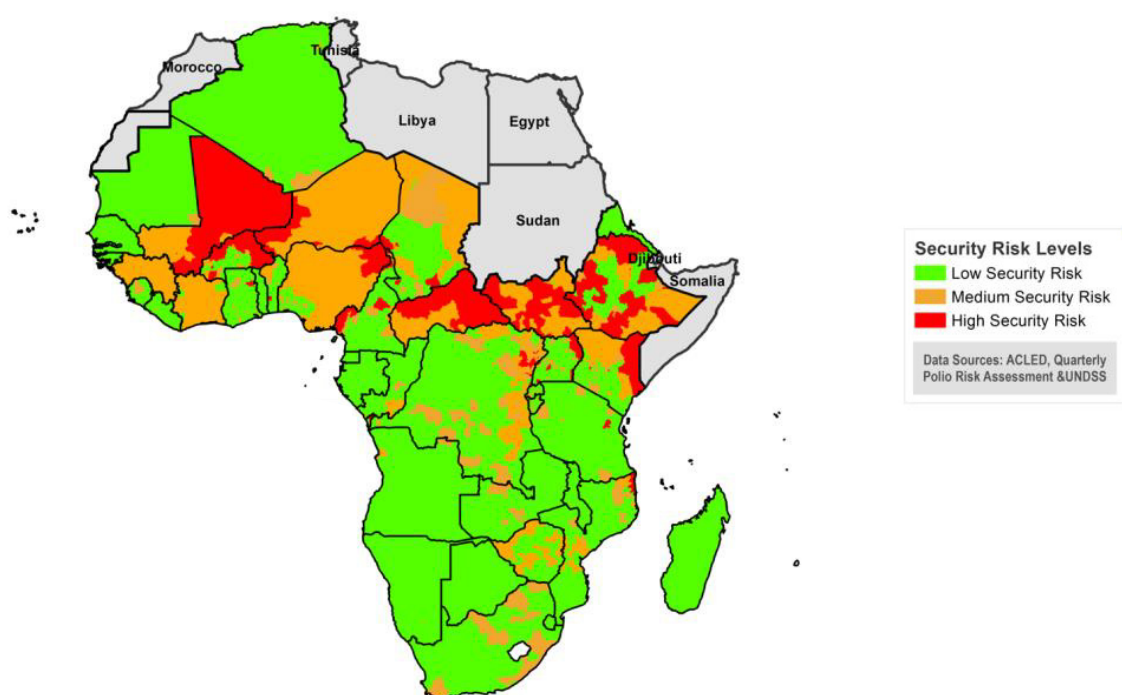 Tunisia
Morocco
Libya
Egypt
Sudan
Djibouti
Somalia
Security Risk Levels
Low Security Risk
Medium Security Risk
High Security Risk
Data Sources: ACLED, Quarterly
Polio Risk Assessment &UNDSS